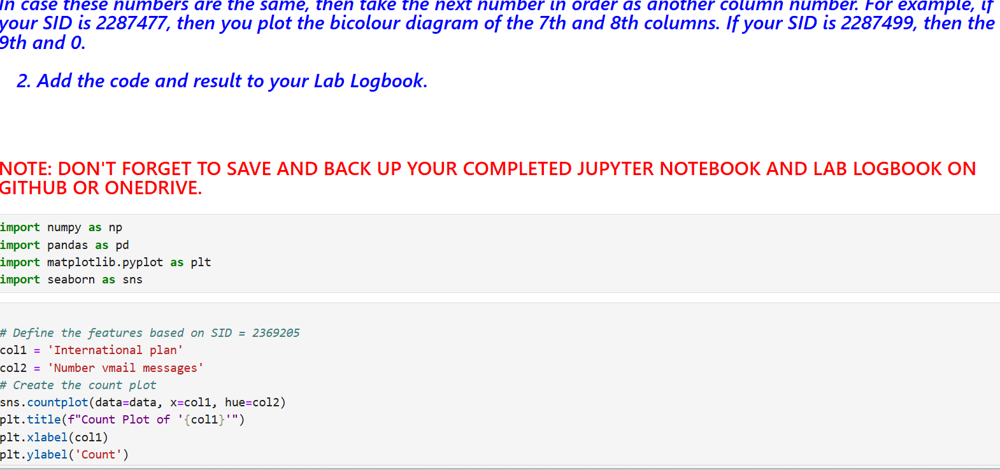 In case these numbers are the same, then take the next number in order as another column number. For example, if
your SID is 2287477, then you plot the bicolour diagram of the 7th and 8th columns. If your SID is 2287499, then the
9th and 0.
2. Add the code and result to your Lab Logbook.
NOTE: DON'T FORGET TO SAVE AND BACK UP YOUR COMPLETED JUPYTER NOTEBOOK AND LAB LOGBOOK ON
GITHUB OR ONEDRIVE.
import numpy as np
import pandas as pd
import matplotlib.pyplot as plt
import seaborn as sns
# Define the features based on SID = 2369205
col1 = 'International plan'
col2 = 'Number vmail messages'
# Create the count plot
sns.countplot(data=data, x=col1, hue=col2)
plt.title(f"Count Plot of '{col1}'")
plt.xlabel(col1)
plt.ylabel('Count')